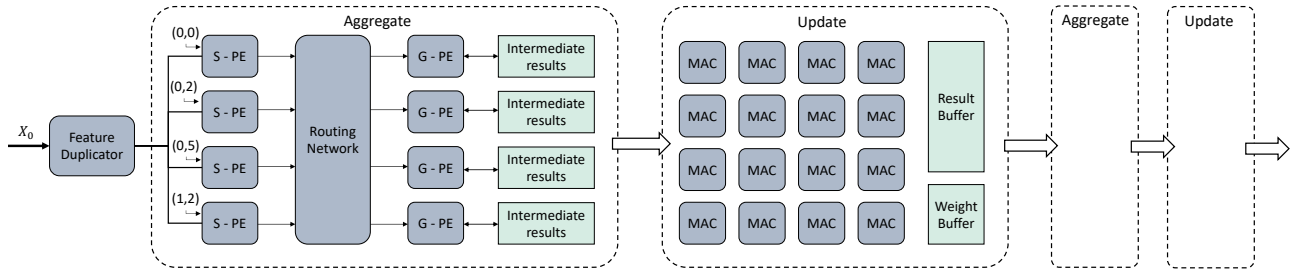 Aggregate
Update
Aggregate
Update
(0,0)
S - PE
G - PE
Intermediate
results
MAC MAC MAC MAC
(0,2)
S - PE
G - PE
Intermediate
results
MAC MAC MAC MAC
Result
Buffer
X₀
Feature
Duplicator
Routing
Network
(0,5)
S - PE
G - PE
Intermediate
results
MAC MAC MAC MAC
(1,2)
S - PE
G - PE
Intermediate
results
MAC MAC MAC MAC
Weight
Buffer